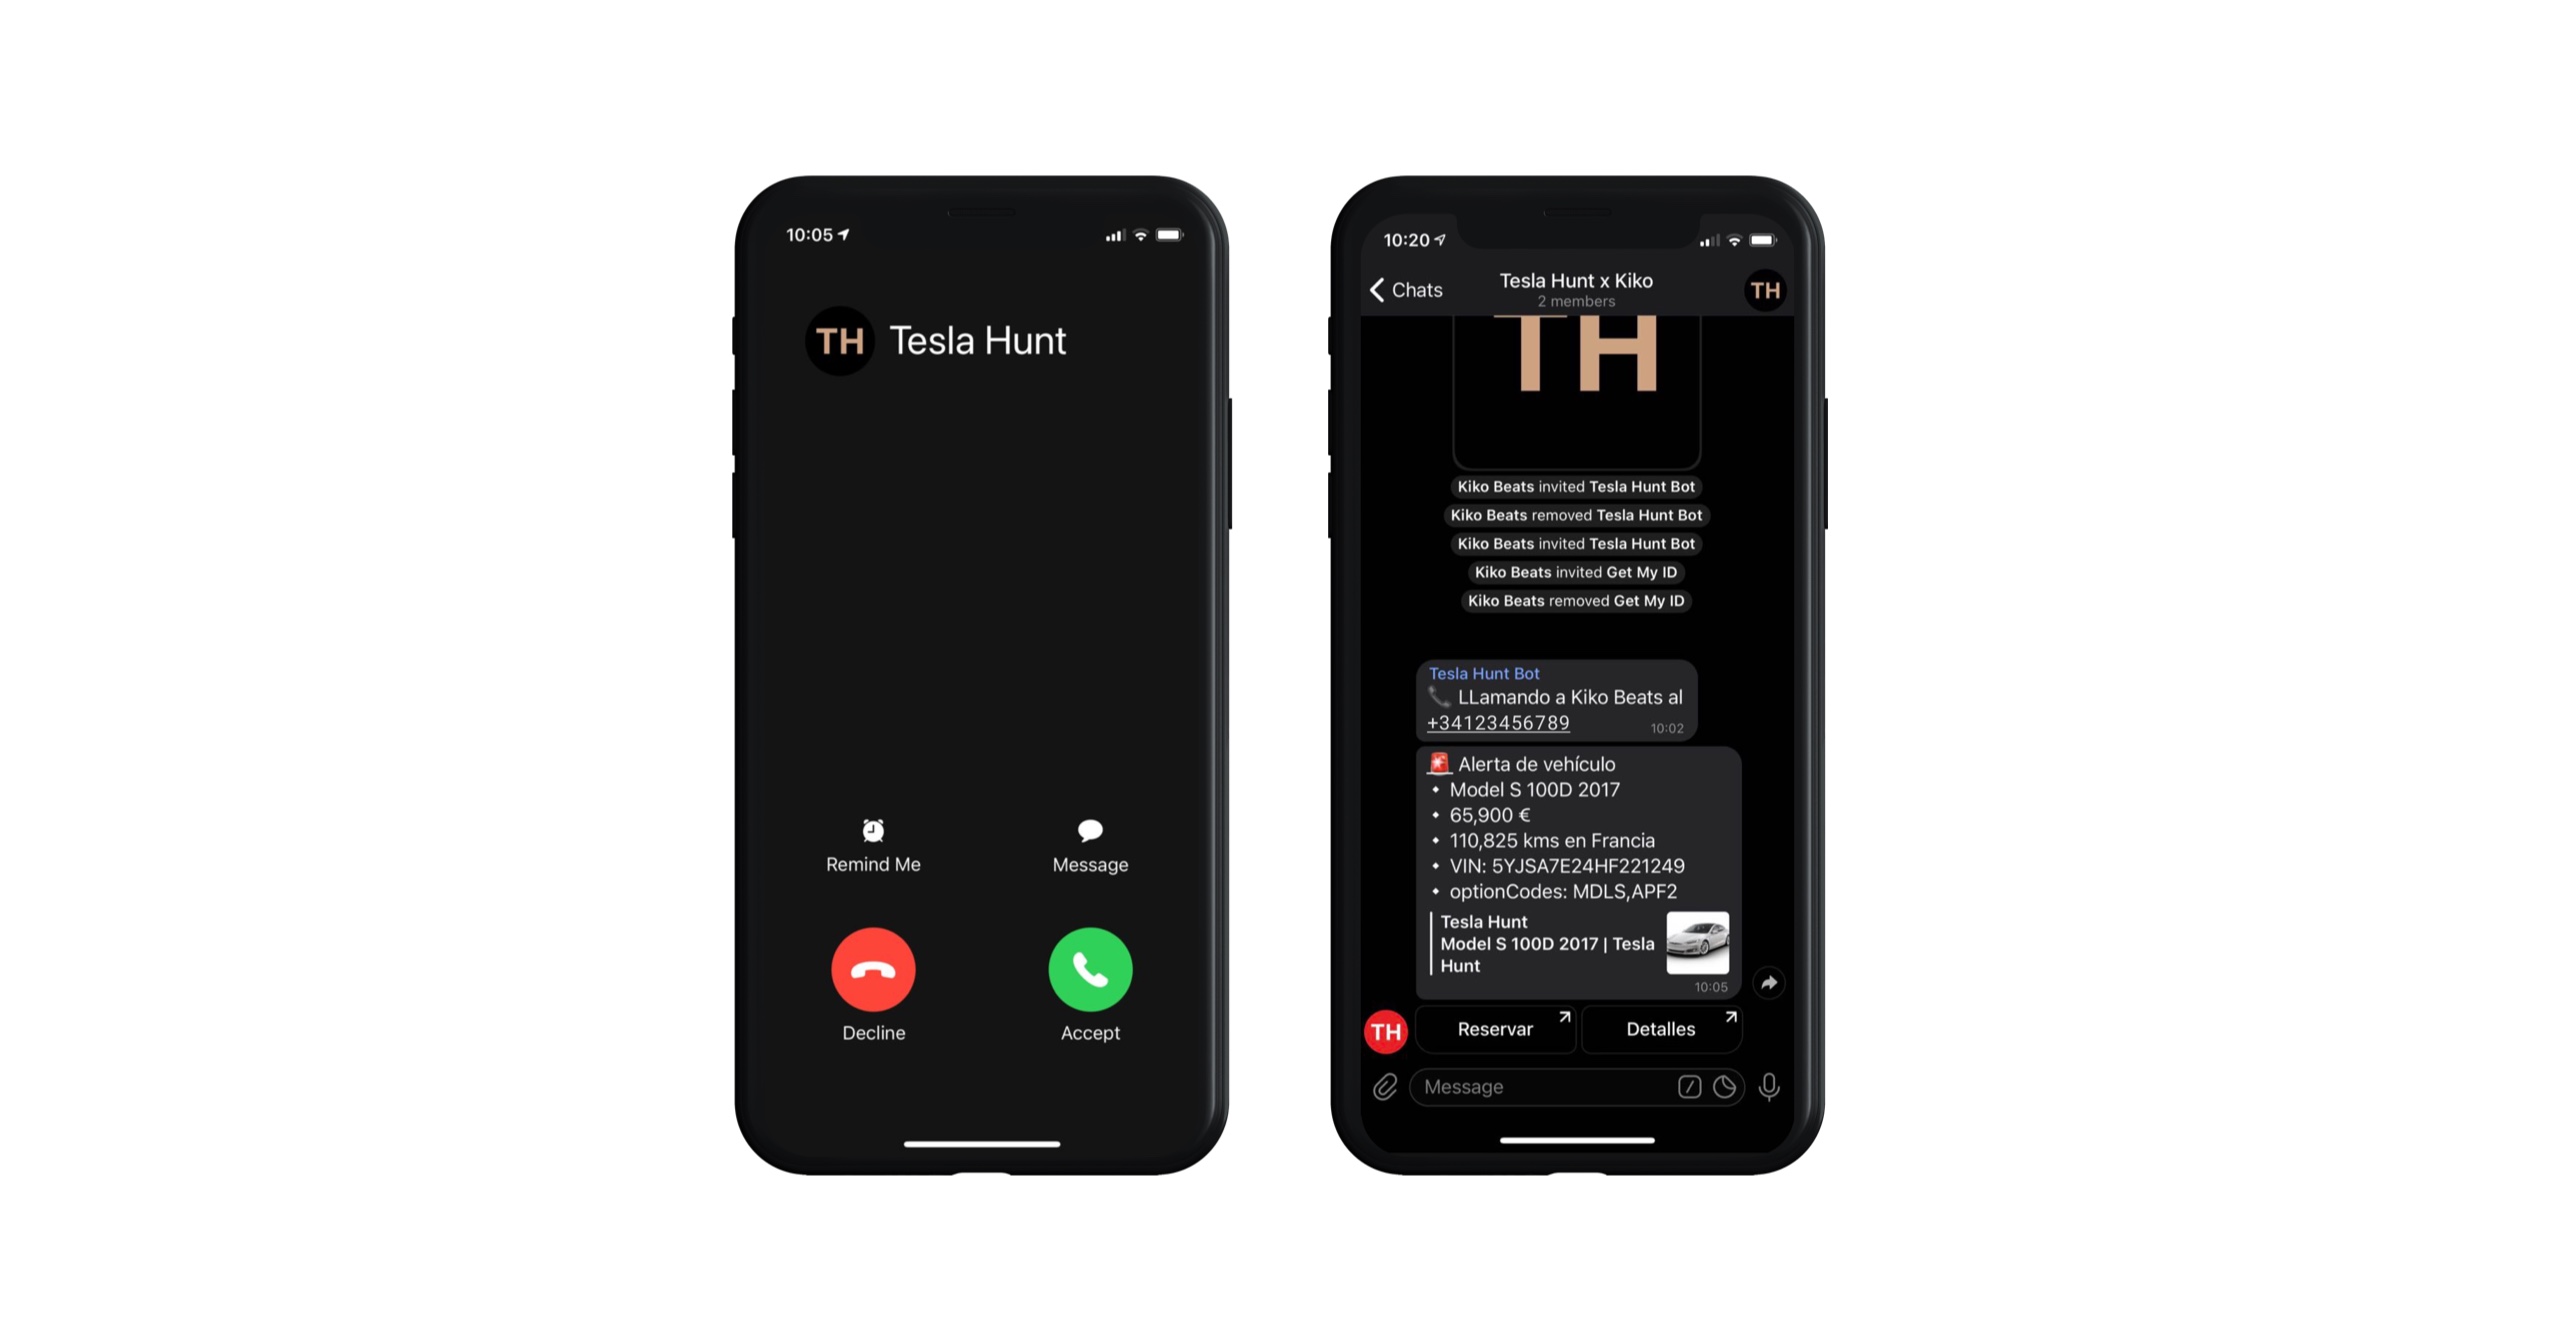 10:05
TH Tesla Hunt
Remind Me
Message
Decline
Accept
10:20
Chats
Tesla Hunt x Kiko
2 members
TH
TH
Kiko Beats invited Tesla Hunt Bot
Kiko Beats removed Tesla Hunt Bot
Kiko Beats invited Tesla Hunt Bot
Kiko Beats invited Get My ID
Kiko Beats removed Get My ID
Tesla Hunt Bot
LLamando a Kiko Beats al
+34123456789
10:02
Alerta de vehículo
Model S 100D 2017
65,900 €
110,825 kms en Francia
VIN: 5YJSA7E24HF221249
optionCodes: MDLS,APF2
Tesla Hunt
Model S 100D 2017 | Tesla
Hunt
10:05
TH
Reservar
Detalles
Message